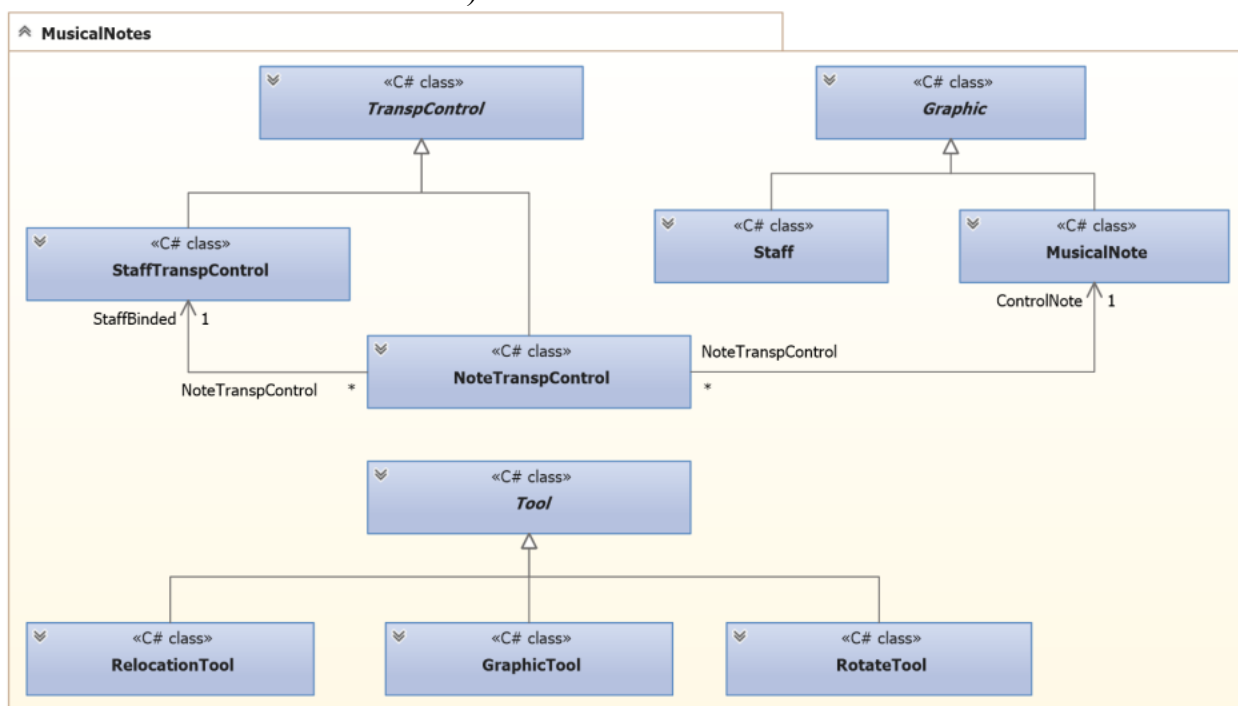 )
MusicalNotes
«C# class»
TranspControl
«C# class»
Graphic
«C# class»
StaffTranspControl
«C# class»
Staff
«C# class»
MusicalNote
StaffBinded
1
ControlNote
1
«C# class»
NoteTranspControl
NoteTranspControl
*
NoteTranspControl
*
«C# class»
Tool
«C# class»
RelocationTool
«C# class»
GraphicTool
«C# class»
RotateTool